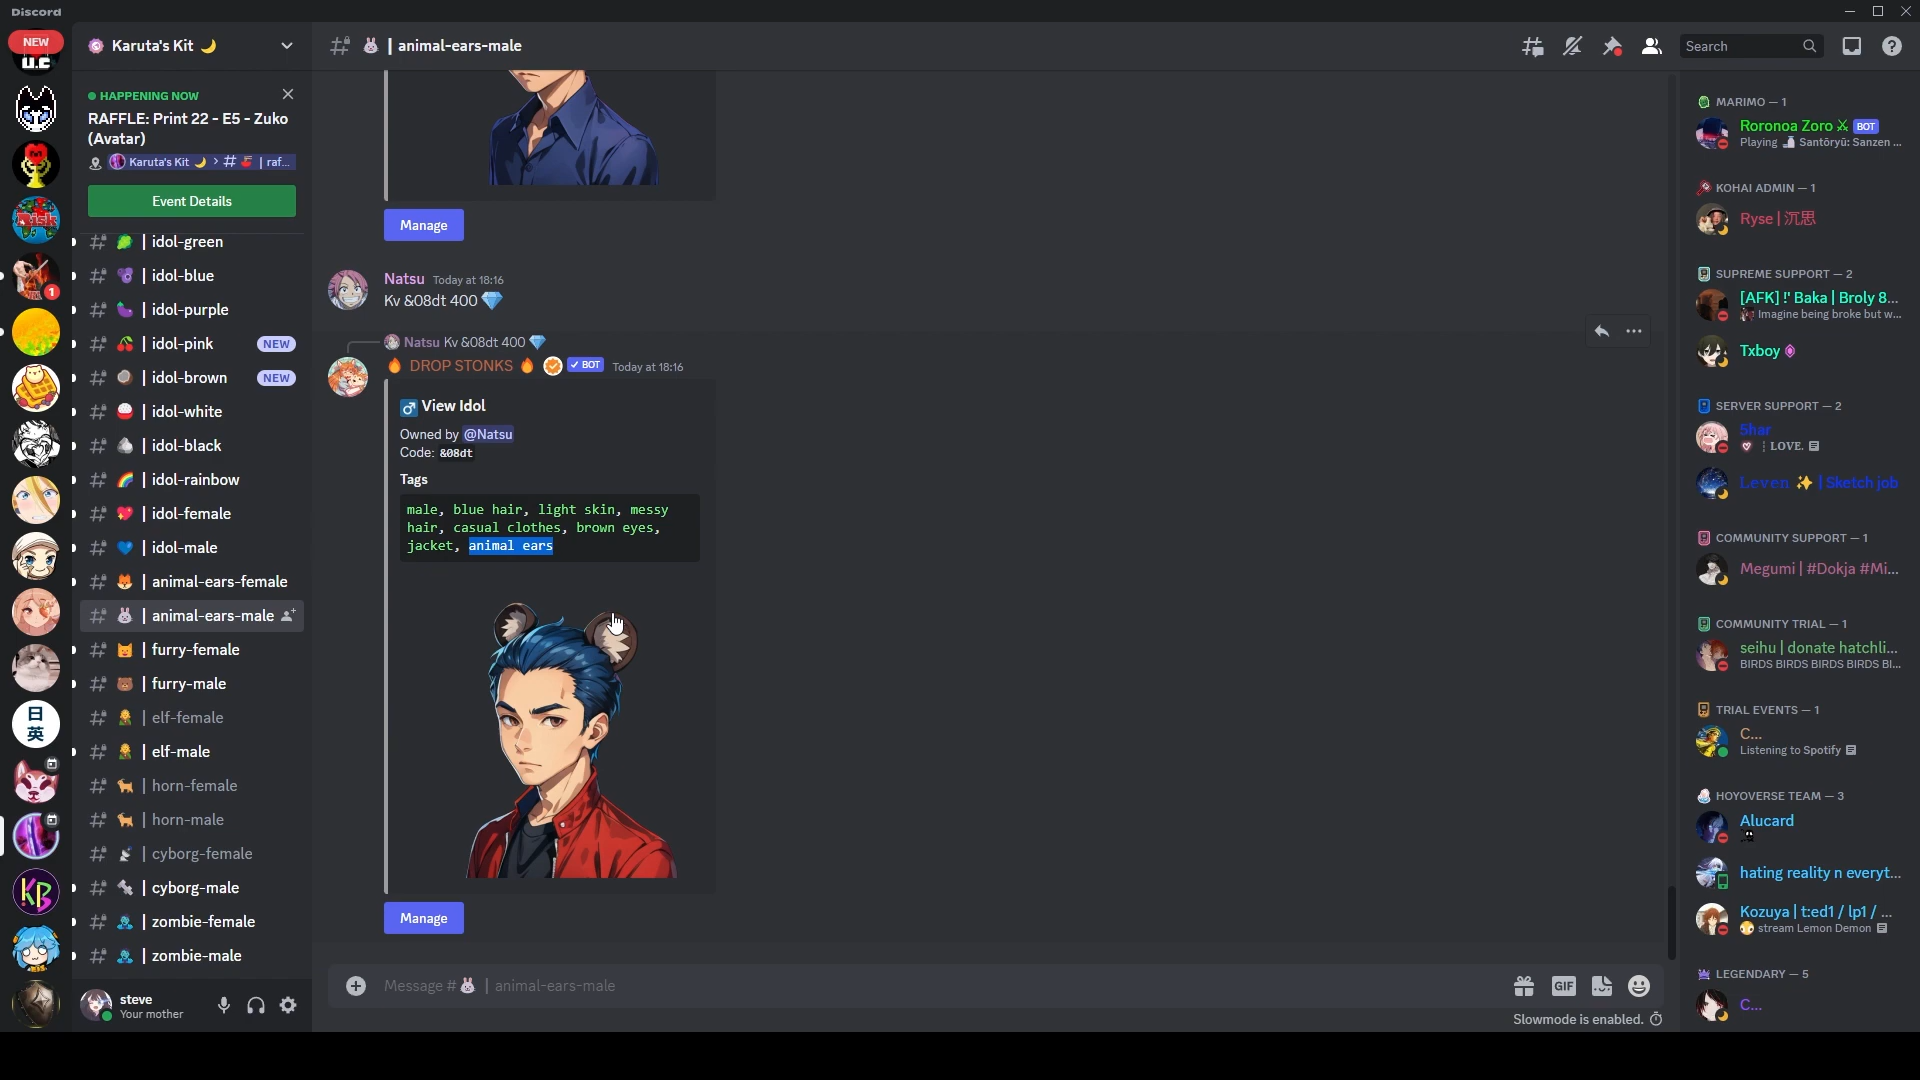 Discord
NEW
U.C
Karuta's Kit 🌙
HAPPENING NOW
RAFFLE: Print 22 - E5 - Zuko
(Avatar)
Karuta's Kit 🌙 > # | raf...
Event Details
| idol-green
| idol-blue
| idol-purple
| idol-pink NEW
| idol-brown NEW
| idol-white
| idol-black
| idol-rainbow
| idol-female
| idol-male
| animal-ears-female
| animal-ears-male
| furry-female
| furry-male
| elf-female
| elf-male
| horn-female
| horn-male
| cyborg-female
| cyborg-male
| zombie-female
| zombie-male
RISK
1
日
英
KB
steve
Your mother
| animal-ears-male
Search
Manage
Natsu Today at 18:16
Kv &08dt 400 💎
Natsu Kv &08dt 400 💎
🔥 DROP STONKS 🔥 ✓ BOT Today at 18:16
♂ View Idol
Owned by @Natsu
Code: &08dt
Tags
male, blue hair, light skin, messy
hair, casual clothes, brown eyes,
jacket, animal ears
Manage
Message # | animal-ears-male
GIF
Slowmode is enabled.
MARIMO — 1
Roronoa Zoro ⚔ BOT
Playing Santōryū: Sanzen ...
KOHAI ADMIN — 1
Ryse | 沉思
SUPREME SUPPORT — 2
[AFK] !' Baka | Broly 8...
Imagine being broke but w...
Txboy
SERVER SUPPORT — 2
5har
┊LOVE.
Leven ✨ | Sketch job
COMMUNITY SUPPORT — 1
Megumi | #Dokja #Mi...
COMMUNITY TRIAL — 1
seihu | donate hatchli...
BIRDS BIRDS BIRDS BIRDS BI...
TRIAL EVENTS — 1
C...
Listening to Spotify
HOYOVERSE TEAM — 3
Alucard
hating reality n everyt...
Kozuya | t:ed1 / lp1 / ...
stream Lemon Demon
LEGENDARY — 5
C...